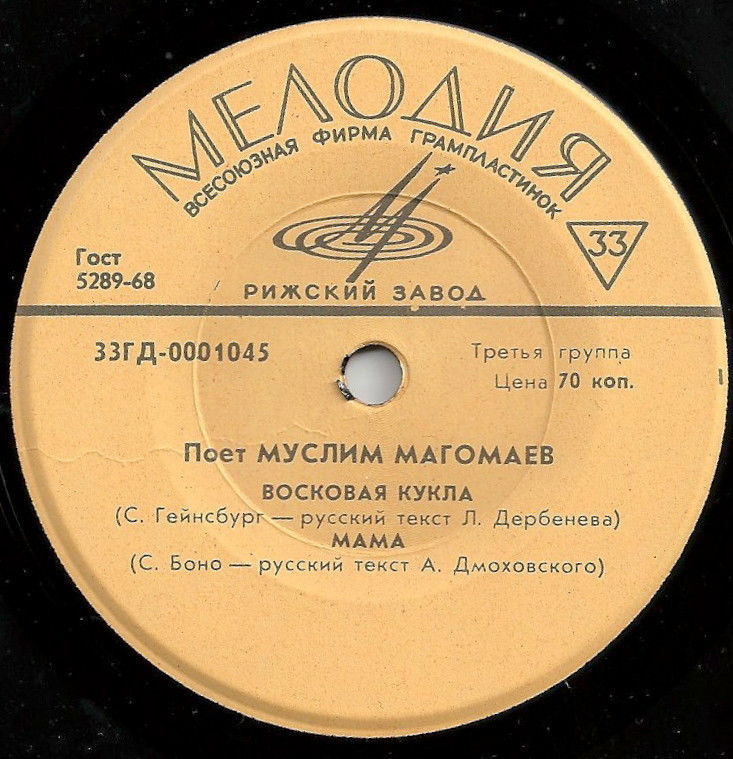 МЕЛОДИЯ
ВСЕСОЮЗНАЯ ФИРМА ГРАМПЛАСТИНОК
33
Гост
5289-68
РИЖСКИЙ ЗАВОД
33ГД-0001045
Третья группа
Цена 70 коп.
Поет МУСЛИМ МАГОМАЕВ
ВОСКОВАЯ КУКЛА
(С. Гейнсбург — русский текст Л. Дербенева)
МАМА
(С. Боно — русский текст А. Дмоховского)